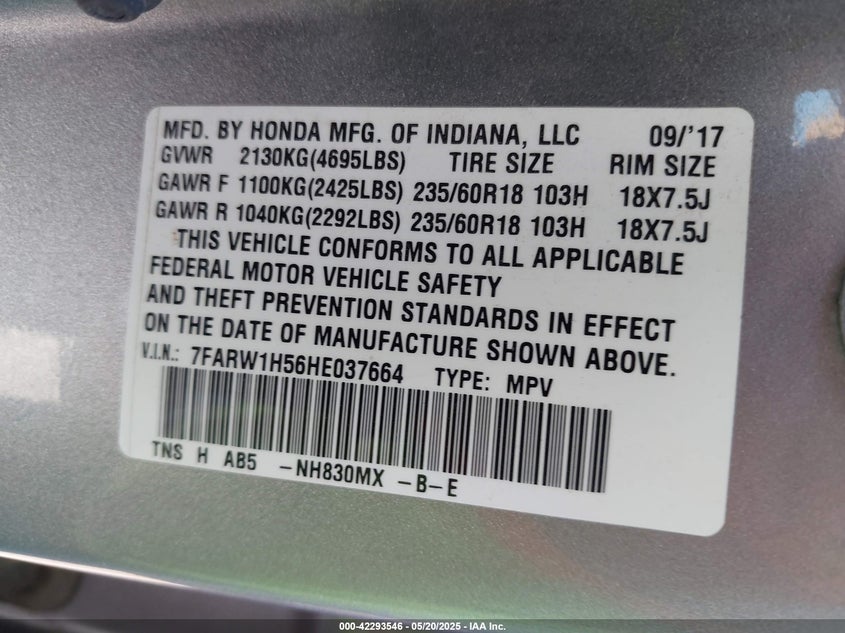 MFD. BY HONDA MFG. OF INDIANA, LLC 09/'17
GVWR 2130KG(4695LBS) TIRE SIZE RIM SIZE
GAWR F 1100KG(2425LBS) 235/60R18 103H 18X7.5J
GAWR R 1040KG(2292LBS) 235/60R18 103H 18X7.5J
THIS VEHICLE CONFORMS TO ALL APPLICABLE
FEDERAL MOTOR VEHICLE SAFETY
AND THEFT PREVENTION STANDARDS IN EFFECT
ON THE DATE OF MANUFACTURE SHOWN ABOVE.
V.I.N.: 7FARW1H56HE037664 TYPE: MPV
TNS H AB5 -NH830MX -B-E
000-42293546 - 05/20/2025 - IAA Inc.